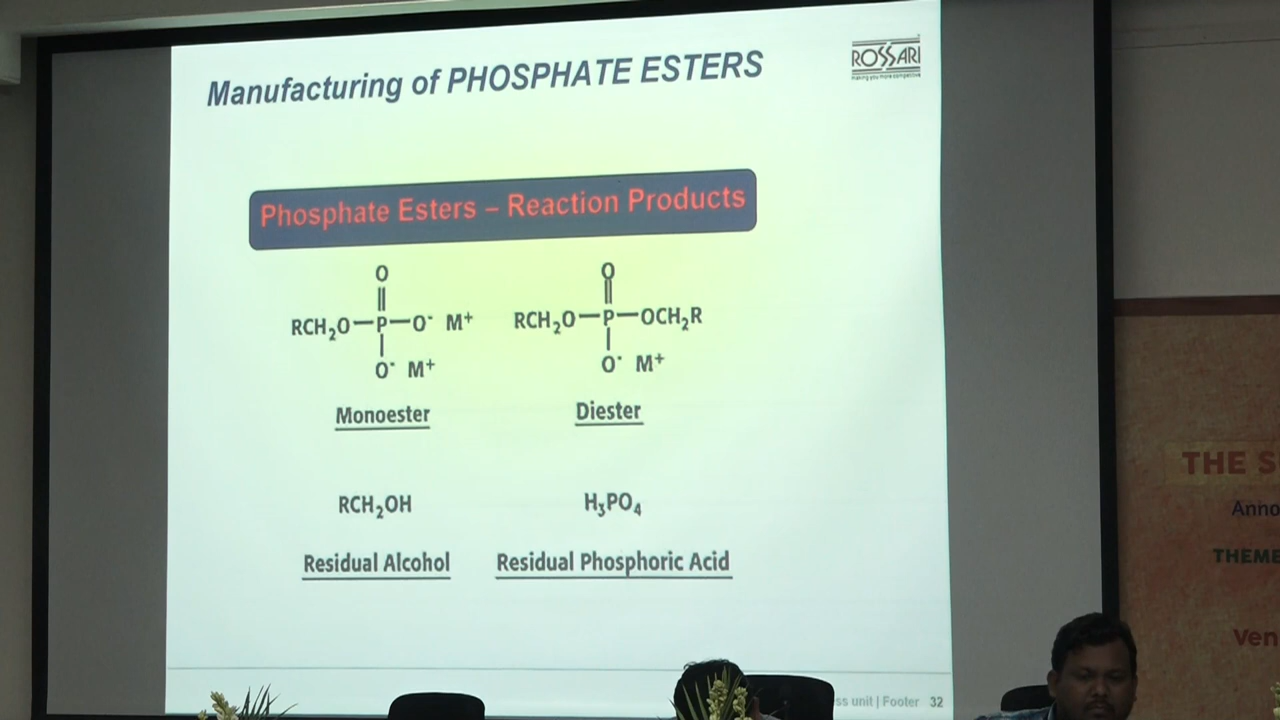 Manufacturing of PHOSPHATE ESTERS
ROSSARI
Phosphate Esters – Reaction Products
O
||
RCH₂O—P—O⁻ M⁺
|
O⁻ M⁺
Monoester
O
||
RCH₂O—P—OCH₂R
|
O⁻ M⁺
Diester
RCH₂OH
Residual Alcohol
H₃PO₄
Residual Phosphoric Acid
ss unit | Footer 32
THE S
Anno
THEME
Ven